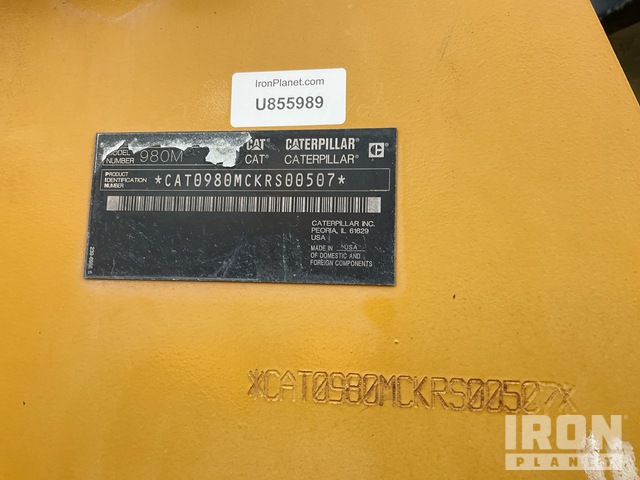 IronPlanet.com
U855989
MODEL NUMBER 980M CAT CATERPILLAR
CAT CATERPILLAR
PRODUCT IDENTIFICATION NUMBER *CAT0980MCKRS00507*
CATERPILLAR INC.
PEORIA, IL 61629
USA
MADE IN USA
OF DOMESTIC AND
FOREIGN COMPONENTS
*CAT0980MCKRS00507*
IRON
PLANET